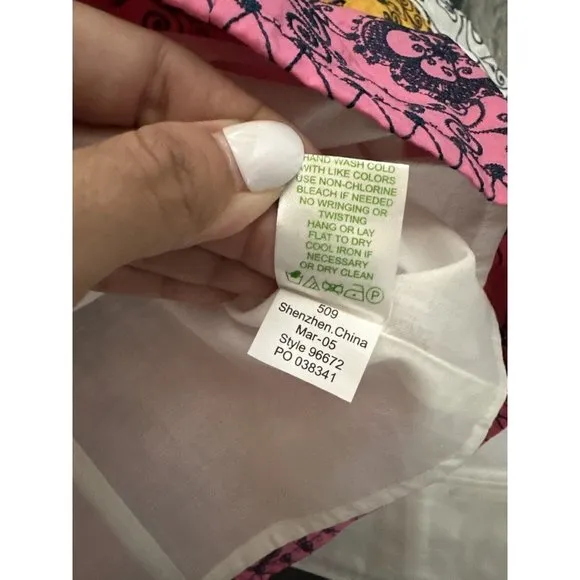 HAND WASH COLD
WITH LIKE COLORS
USE NON-CHLORINE
BLEACH IF NEEDED
NO WRINGING OR
TWISTING
HANG OR LAY
FLAT TO DRY
COOL IRON IF
NECESSARY
OR DRY CLEAN
P
509
Shenzhen.China
Mar-05
Style 96672
PO 038341